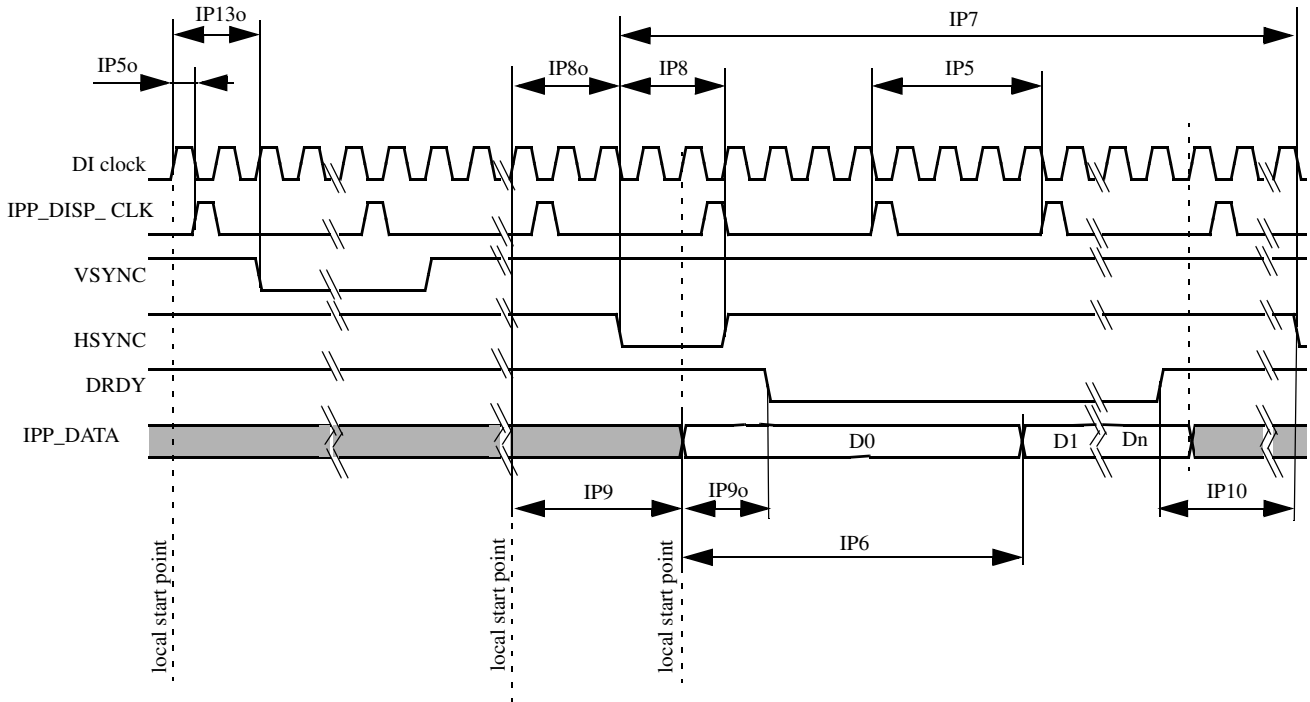 IP13o
IP7
IP5o
IP8o
IP8
IP5
DI clock
IPP_DISP_ CLK
VSYNC
HSYNC
DRDY
IPP_DATA
D0
D1
Dn
IP9
IP9o
IP10
IP6
local start point
local start point
local start point